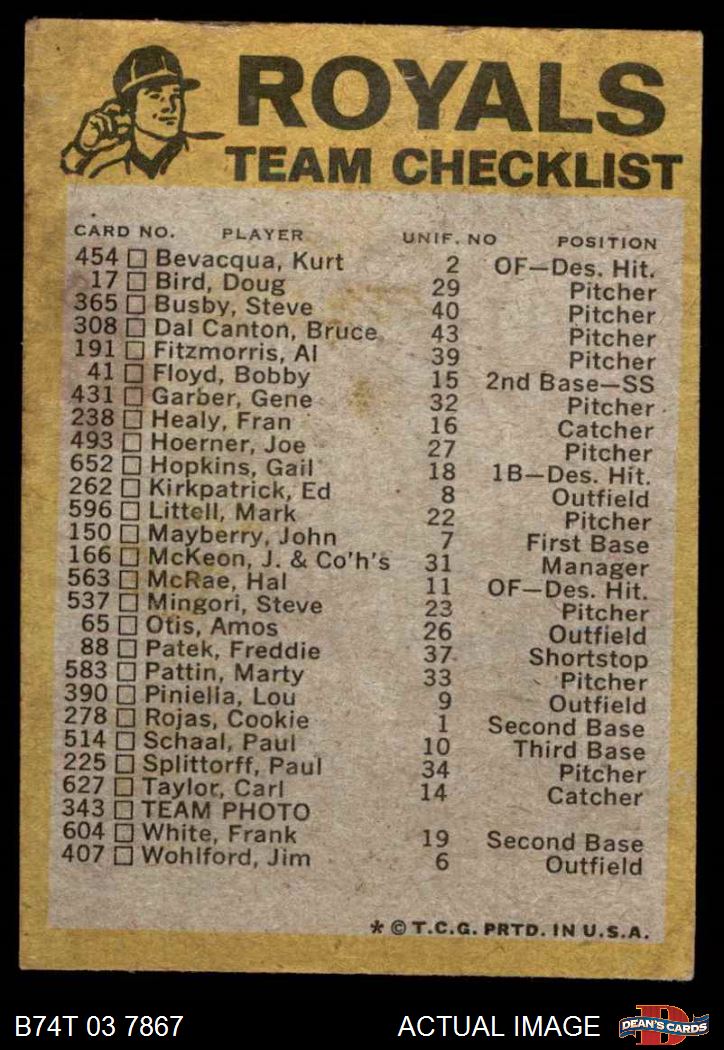 ROYALS
TEAM CHECKLIST
CARD NO. PLAYER UNIF. NO POSITION
454 Bevacqua, Kurt 2 OF—Des. Hit.
17 Bird, Doug 29 Pitcher
365 Busby, Steve 40 Pitcher
308 Dal Canton, Bruce 43 Pitcher
191 Fitzmorris, Al 39 Pitcher
41 Floyd, Bobby 15 2nd Base—SS
431 Garber, Gene 32 Pitcher
238 Healy, Fran 16 Catcher
493 Hoerner, Joe 27 Pitcher
652 Hopkins, Gail 18 1B—Des. Hit.
262 Kirkpatrick, Ed 8 Outfield
596 Littell, Mark 22 Pitcher
150 Mayberry, John 7 First Base
166 McKeon, J. & Co'h's 31 Manager
563 McRae, Hal 11 OF—Des. Hit.
537 Mingori, Steve 23 Pitcher
65 Otis, Amos 26 Outfield
88 Patek, Freddie 37 Shortstop
583 Pattin, Marty 33 Pitcher
390 Piniella, Lou 9 Outfield
278 Rojas, Cookie 1 Second Base
514 Schaal, Paul 10 Third Base
225 Splittorff, Paul 34 Pitcher
627 Taylor, Carl 14 Catcher
343 TEAM PHOTO
604 White, Frank 19 Second Base
407 Wohlford, Jim 6 Outfield
* © T.C.G. PRTD. IN U.S.A.
B74T 03 7867 ACTUAL IMAGE DEAN'S CARDS